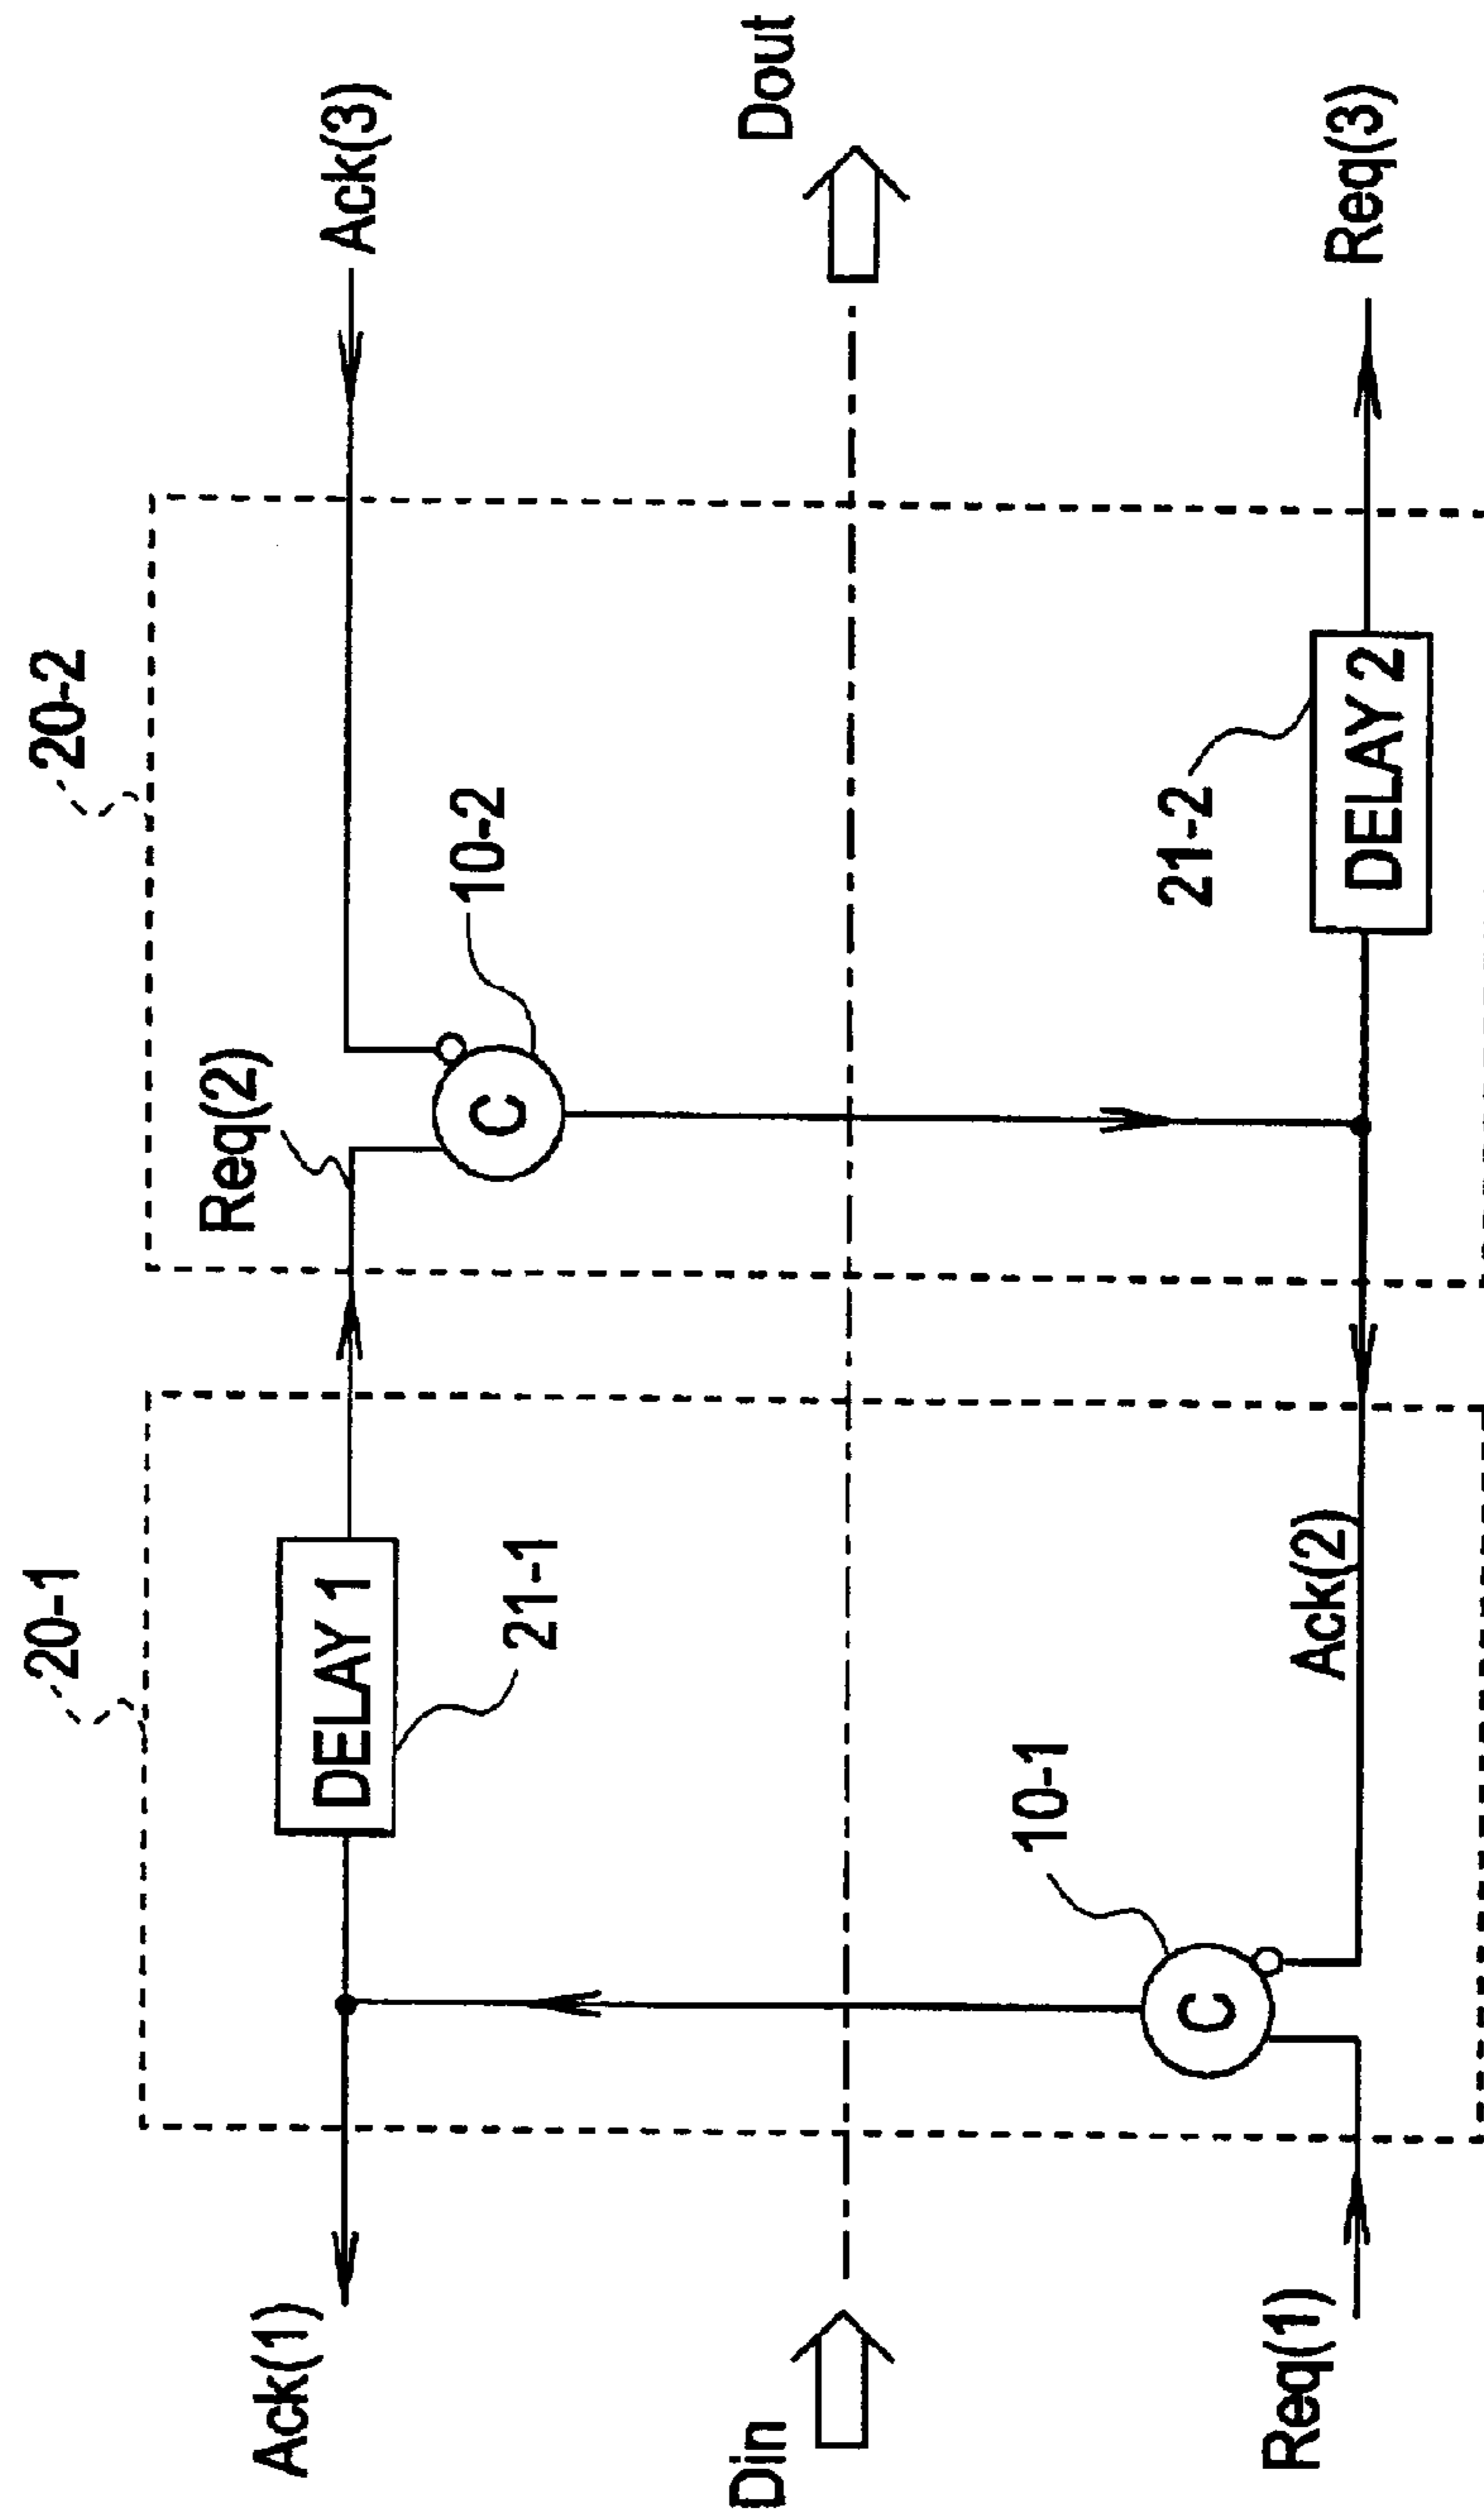 20-1
20-2
Ack(1)
DELAY 1
Req(2)
Ack(3)
21-1
10-2
Din
Dout
10-1
21-2
Req(1)
C
Ack(2)
C
DELAY 2
Req(3)